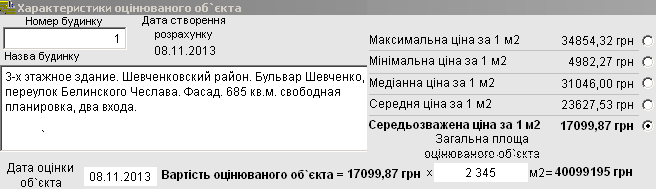 Характеристики оцінюваного об`єкта
Номер будинку
1
Дата створення
розрахунку
08.11.2013
Назва будинку
3-х этажное здание. Шевченковский район. Бульвар Шевченко,
переулок Белинского Чеслава. Фасад. 685 кв.м. свободная
планировка, два входа.
`
Максимальна ціна за 1 м2 34854,32 грн
Мінімальна ціна за 1 м2 4982,27 грн
Медіанна ціна за 1 м2 31046,00 грн
Середня ціна за 1 м2 23627,53 грн
Середьозважена ціна за 1 м2 17099,87 грн
Загальна площа
оцінюваного об`єкта
Дата оцінки
об`єкта
08.11.2013 Вартість оцінюваного об`єкта = 17099,87 грн x 2 345 м2= 40099195 грн